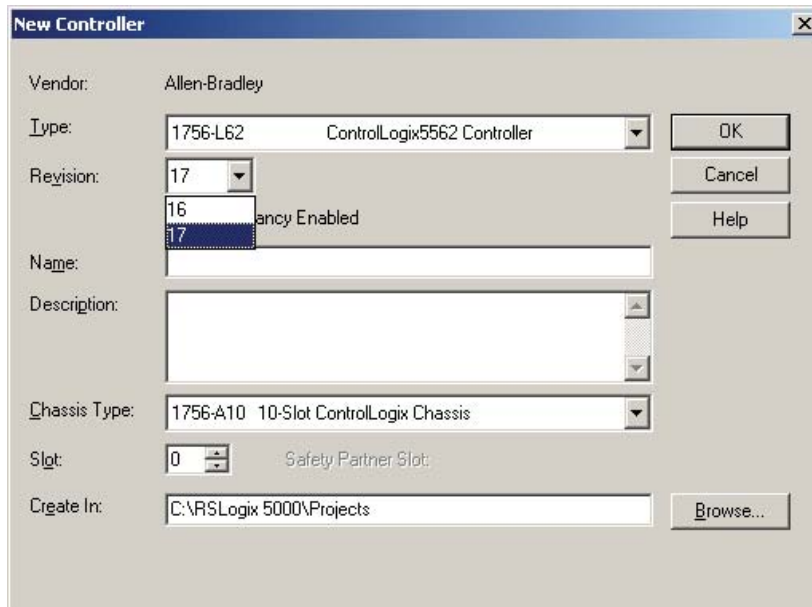 New Controller
Vendor: Allen-Bradley
Type: 1756-L62 ControlLogix5562 Controller OK
Revision: 17 Cancel
16
17
ancy Enabled Help
Name:
Description:
Chassis Type: 1756-A10 10-Slot ControlLogix Chassis
Slot: 0 Safety Partner Slot:
Create In: C:\RSLogix 5000\Projects Browse...